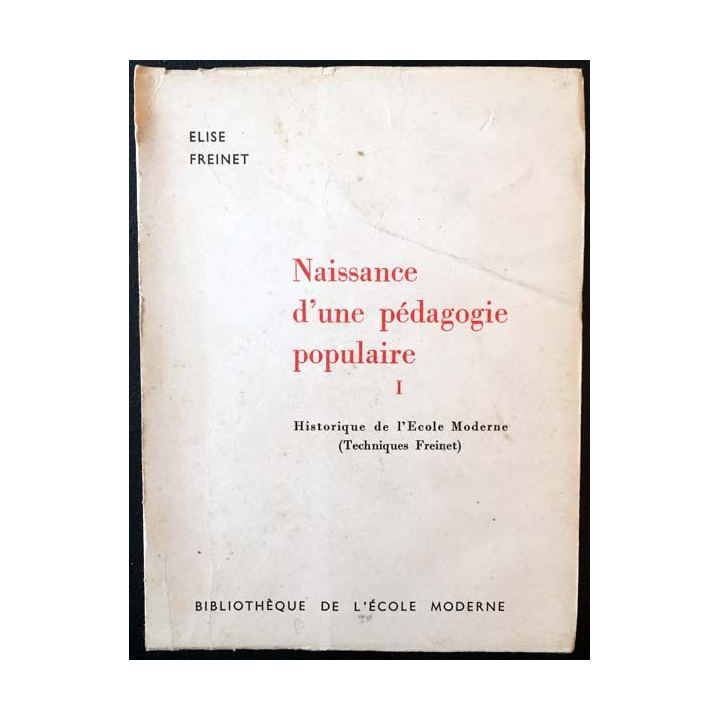 ELISE
FREINET
Naissance
d'une pédagogie
populaire
I
Historique de l'Ecole Moderne
(Techniques Freinet)
BIBLIOTHÈQUE DE L'ÉCOLE MODERNE